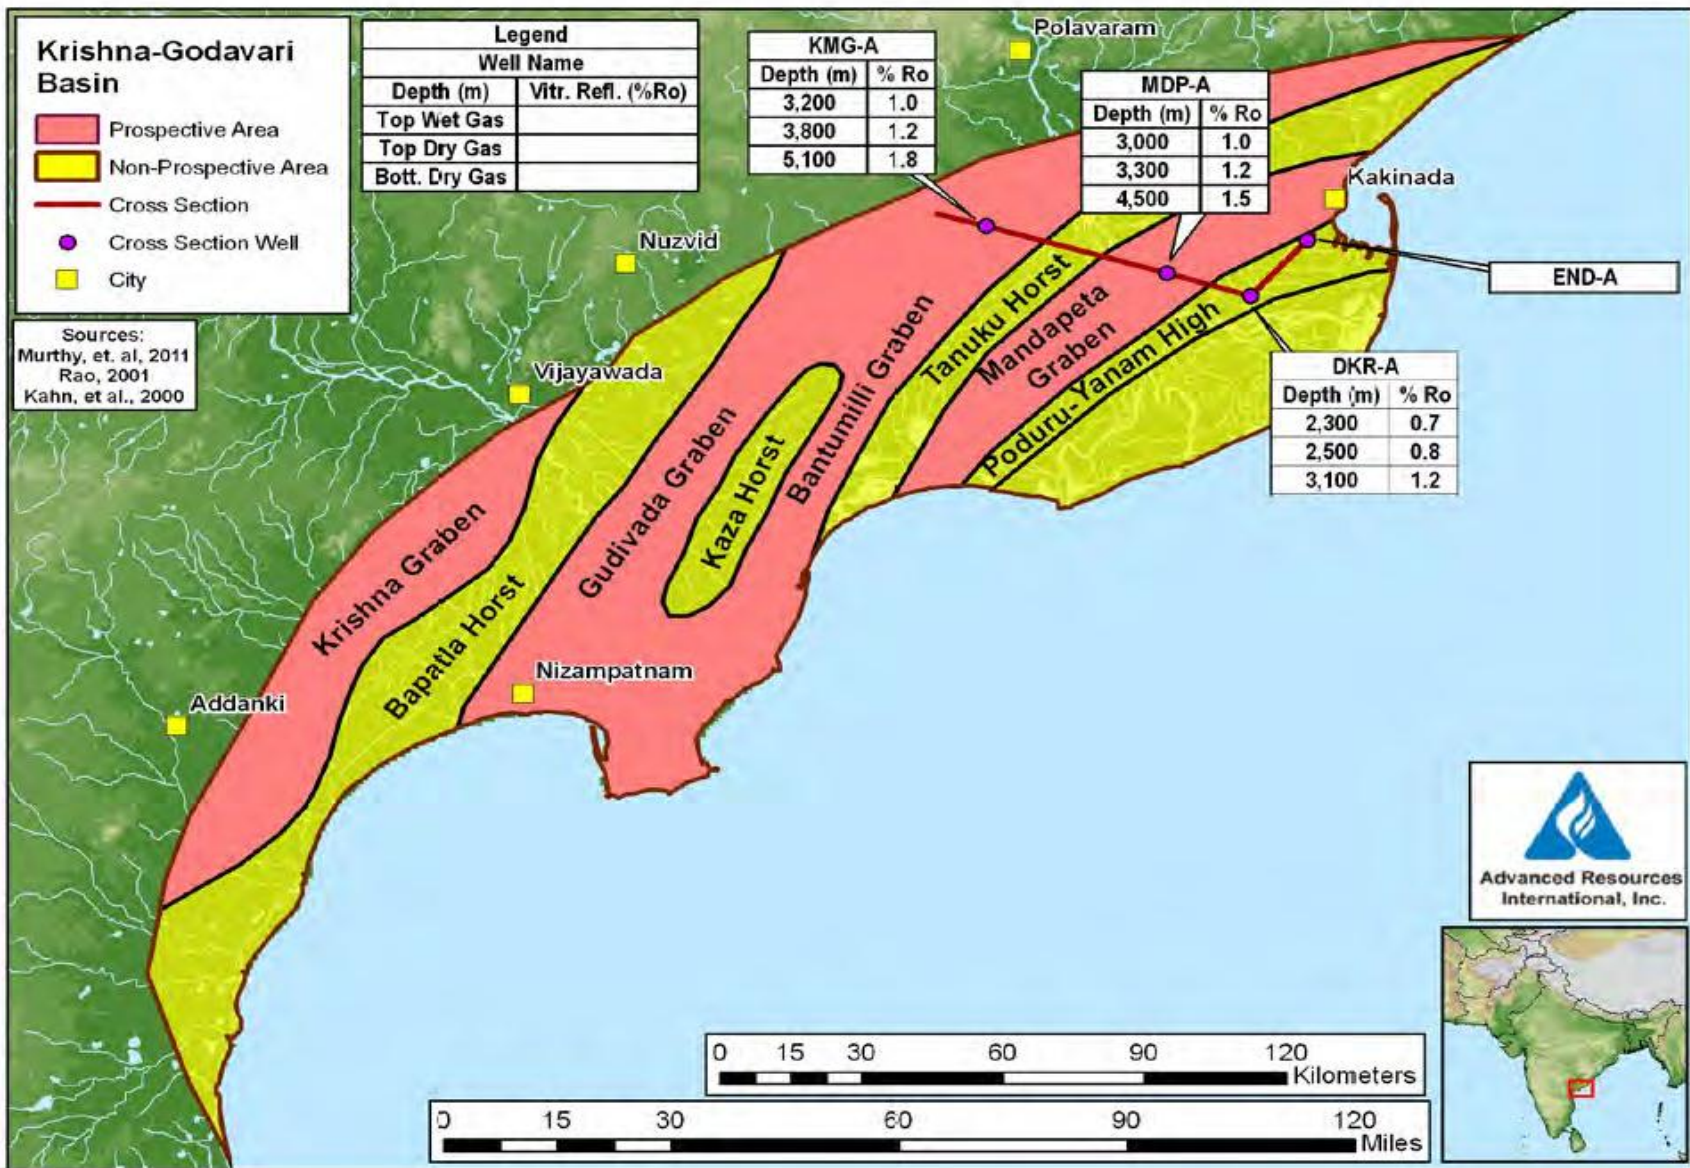 Krishna-Godavari
Basin
Prospective Area
Non-Prospective Area
Cross Section
Cross Section Well
City
Sources:
Murthy, et. al, 2011
Rao, 2001
Kahn, et al., 2000
Legend
Well Name
Depth (m) Vitr. Refl. (%Ro)
Top Wet Gas
Top Dry Gas
Bott. Dry Gas
KMG-A
Depth (m) % Ro
3,200 1.0
3,800 1.2
5,100 1.8
Polavaram
MDP-A
Depth (m) % Ro
3,000 1.0
3,300 1.2
4,500 1.5
Kakinada
Nuzvid
END-A
Vijayawada
DKR-A
Depth (m) % Ro
2,300 0.7
2,500 0.8
3,100 1.2
Krishna Graben
Bapatla Horst
Gudivada Graben
Kaza Horst
Bantumilli Graben
Tanuku Horst
Mandapeta
Graben
Poduru-Yanam High
Nizampatnam
Addanki
Advanced Resources
International, Inc.
0 15 30 60 90 120
Kilometers
0 15 30 60 90 120
Miles